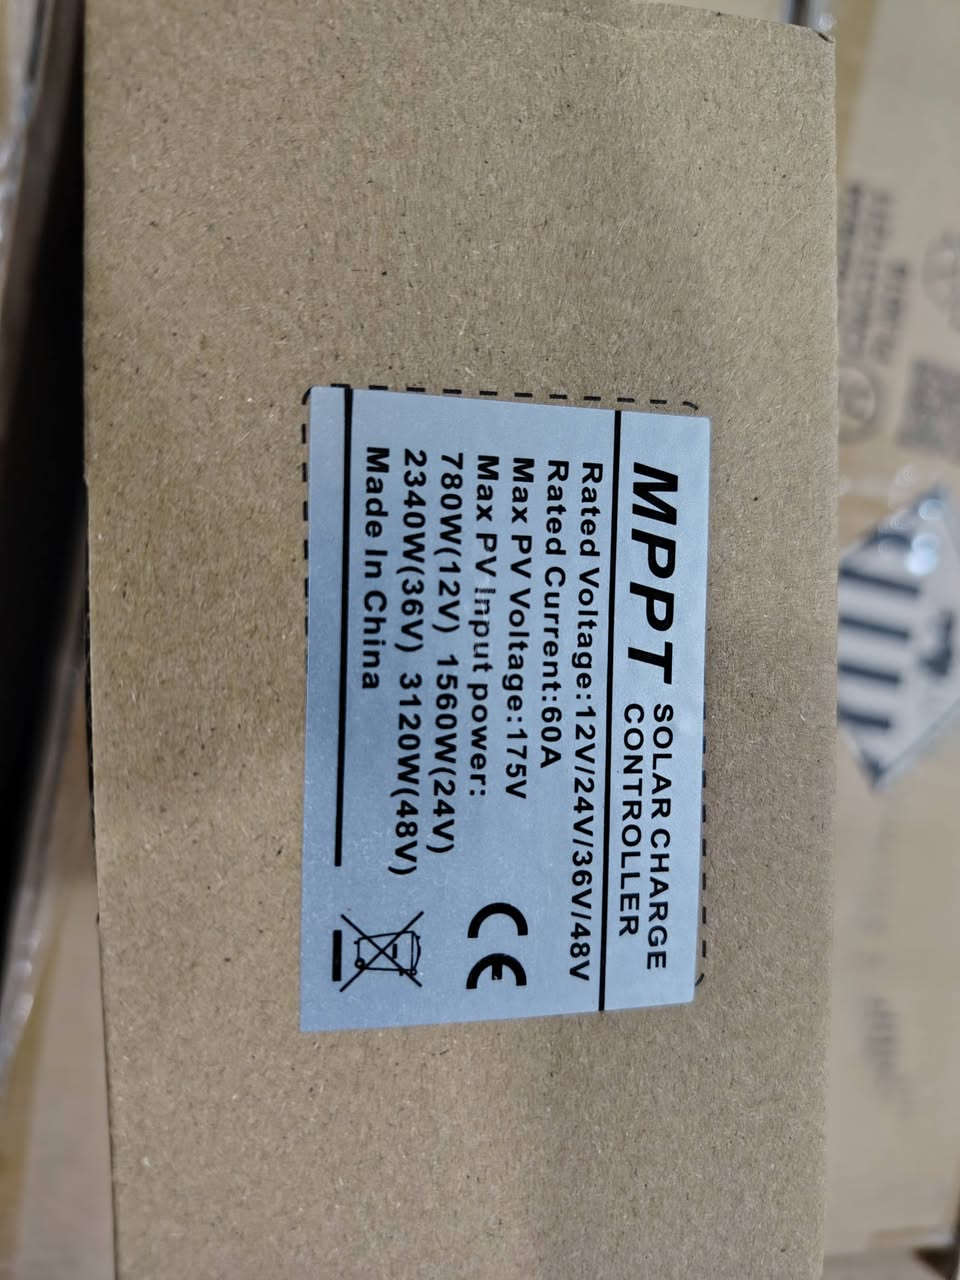 MPPT SOLAR CHARGE
CONTROLLER
Rated Voltage:12V/24V/36V/48V
Rated Current:60A
Max PV Voltage:175V
Max PV Input power:
780W(12V) 1560W(24V)
2340W(36V) 3120W(48V)
Made In China
CE